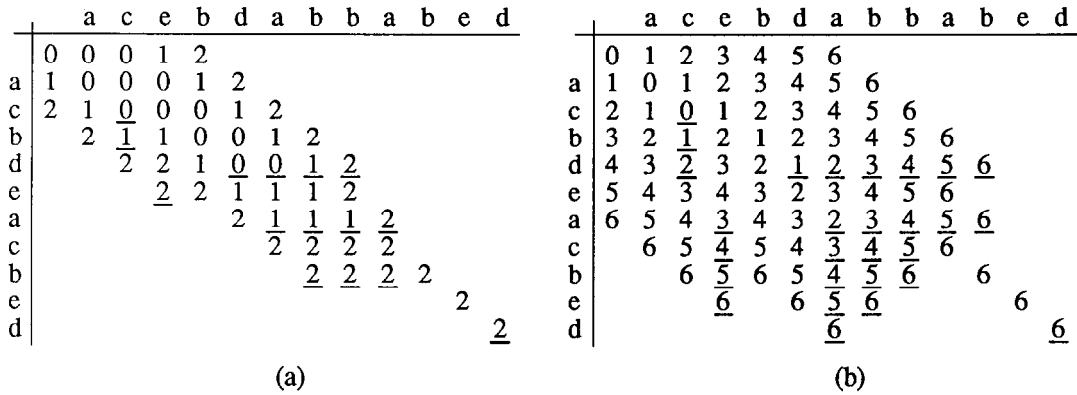 a c e b d a b b a b e d
0 0 0 1 2
a 1 0 0 0 1 2
c 2 1 0 0 0 1 2
b 2 1 1 0 0 1 2
d 2 2 1 0 0 1 2
e 2 2 1 1 1 2
a 2 1 1 1 2
c 2 2 2 2
b 2 2 2 2
e 2
d 2
(a)
a c e b d a b b a b e d
0 1 2 3 4 5 6
a 1 0 1 2 3 4 5 6
c 2 1 0 1 2 3 4 5 6
b 3 2 1 2 1 2 3 4 5 6
d 4 3 2 3 2 1 2 3 4 5 6
e 5 4 3 4 3 2 3 4 5 6
a 6 5 4 3 4 3 2 3 4 5 6
c 6 5 4 5 4 3 4 5 6
b 6 5 6 5 4 5 6 6
e 6 6 5 6 6
d 6 6
(b)